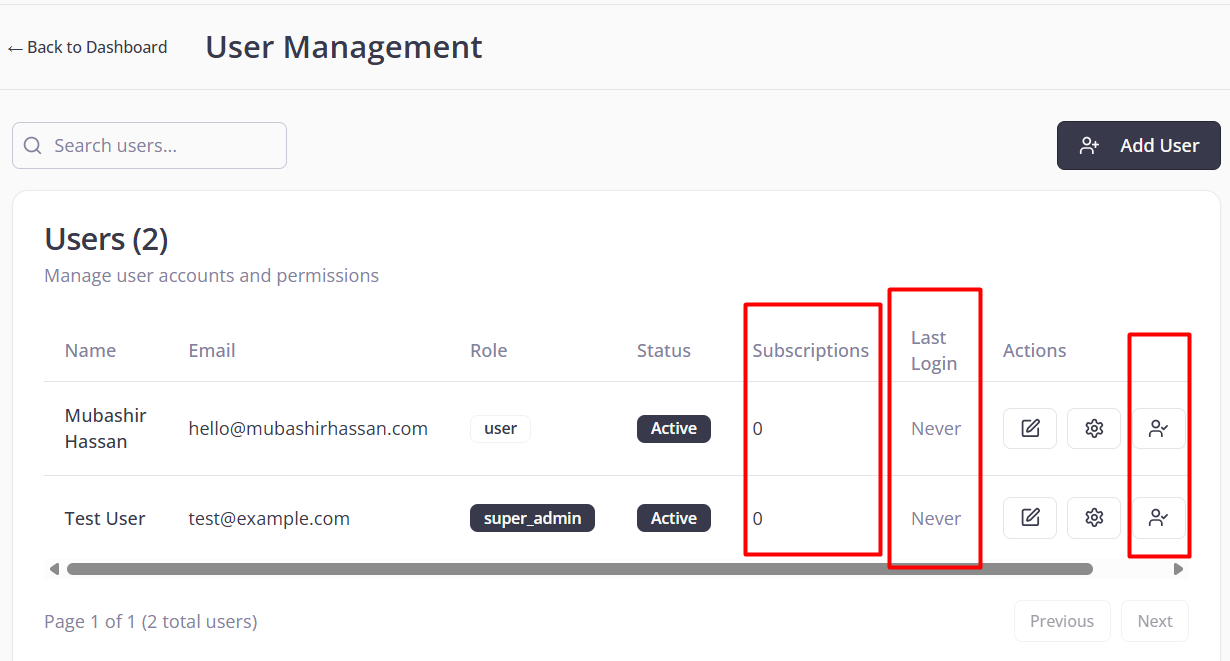 ← Back to Dashboard User Management
Search users...
Add User
Users (2)
Manage user accounts and permissions
Name Email Role Status Subscriptions Last Login Actions
Mubashir Hassan hello@mubashirhassan.com user Active 0 Never
Test User test@example.com super_admin Active 0 Never
Page 1 of 1 (2 total users) Previous Next